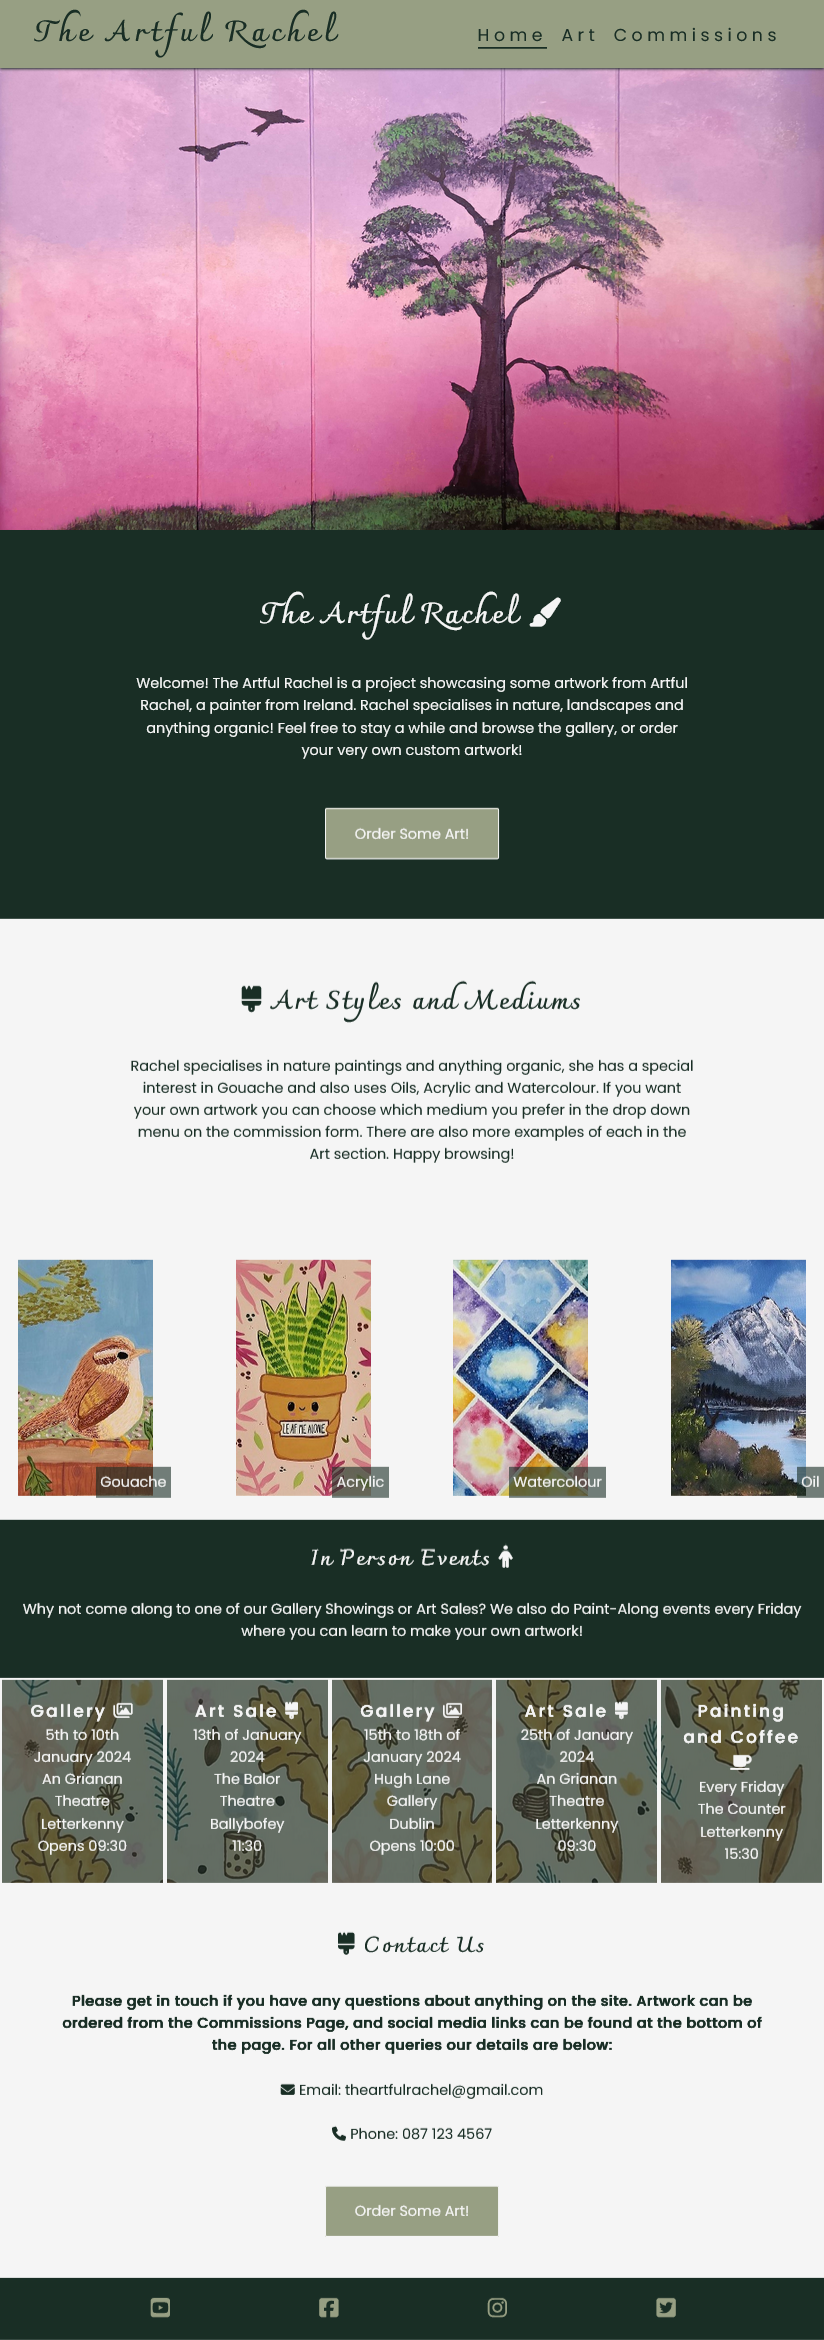 The Artful Rachel
Home Art Commissions
The Artful Rachel
Welcome! The Artful Rachel is a project showcasing some artwork from Artful
Rachel, a painter from Ireland. Rachel specialises in nature, landscapes and
anything organic! Feel free to stay a while and browse the gallery, or order
your very own custom artwork!
Order Some Art!
Art Styles and Mediums
Rachel specialises in nature paintings and anything organic, she has a special
interest in Gouache and also uses Oils, Acrylic and Watercolour. If you want
your own artwork you can choose which medium you prefer in the drop down
menu on the commission form. There are also more examples of each in the
Art section. Happy browsing!
LEAF ME ALONE
Gouache
Acrylic
Watercolour
Oil
In Person Events
Why not come along to one of our Gallery Showings or Art Sales? We also do Paint-Along events every Friday
where you can learn to make your own artwork!
Gallery
5th to 10th
January 2024
An Grianan
Theatre
Letterkenny
Opens 09:30
Art Sale
13th of January
2024
The Balor
Theatre
Ballybofey
11:30
Gallery
15th to 18th of
January 2024
Hugh Lane
Gallery
Dublin
Opens 10:00
Art Sale
25th of January
2024
An Grianan
Theatre
Letterkenny
09:30
Painting
and Coffee
Every Friday
The Counter
Letterkenny
15:30
Contact Us
Please get in touch if you have any questions about anything on the site. Artwork can be
ordered from the Commissions Page, and social media links can be found at the bottom of
the page. For all other queries our details are below:
Email: theartfulrachel@gmail.com
Phone: 087 123 4567
Order Some Art!